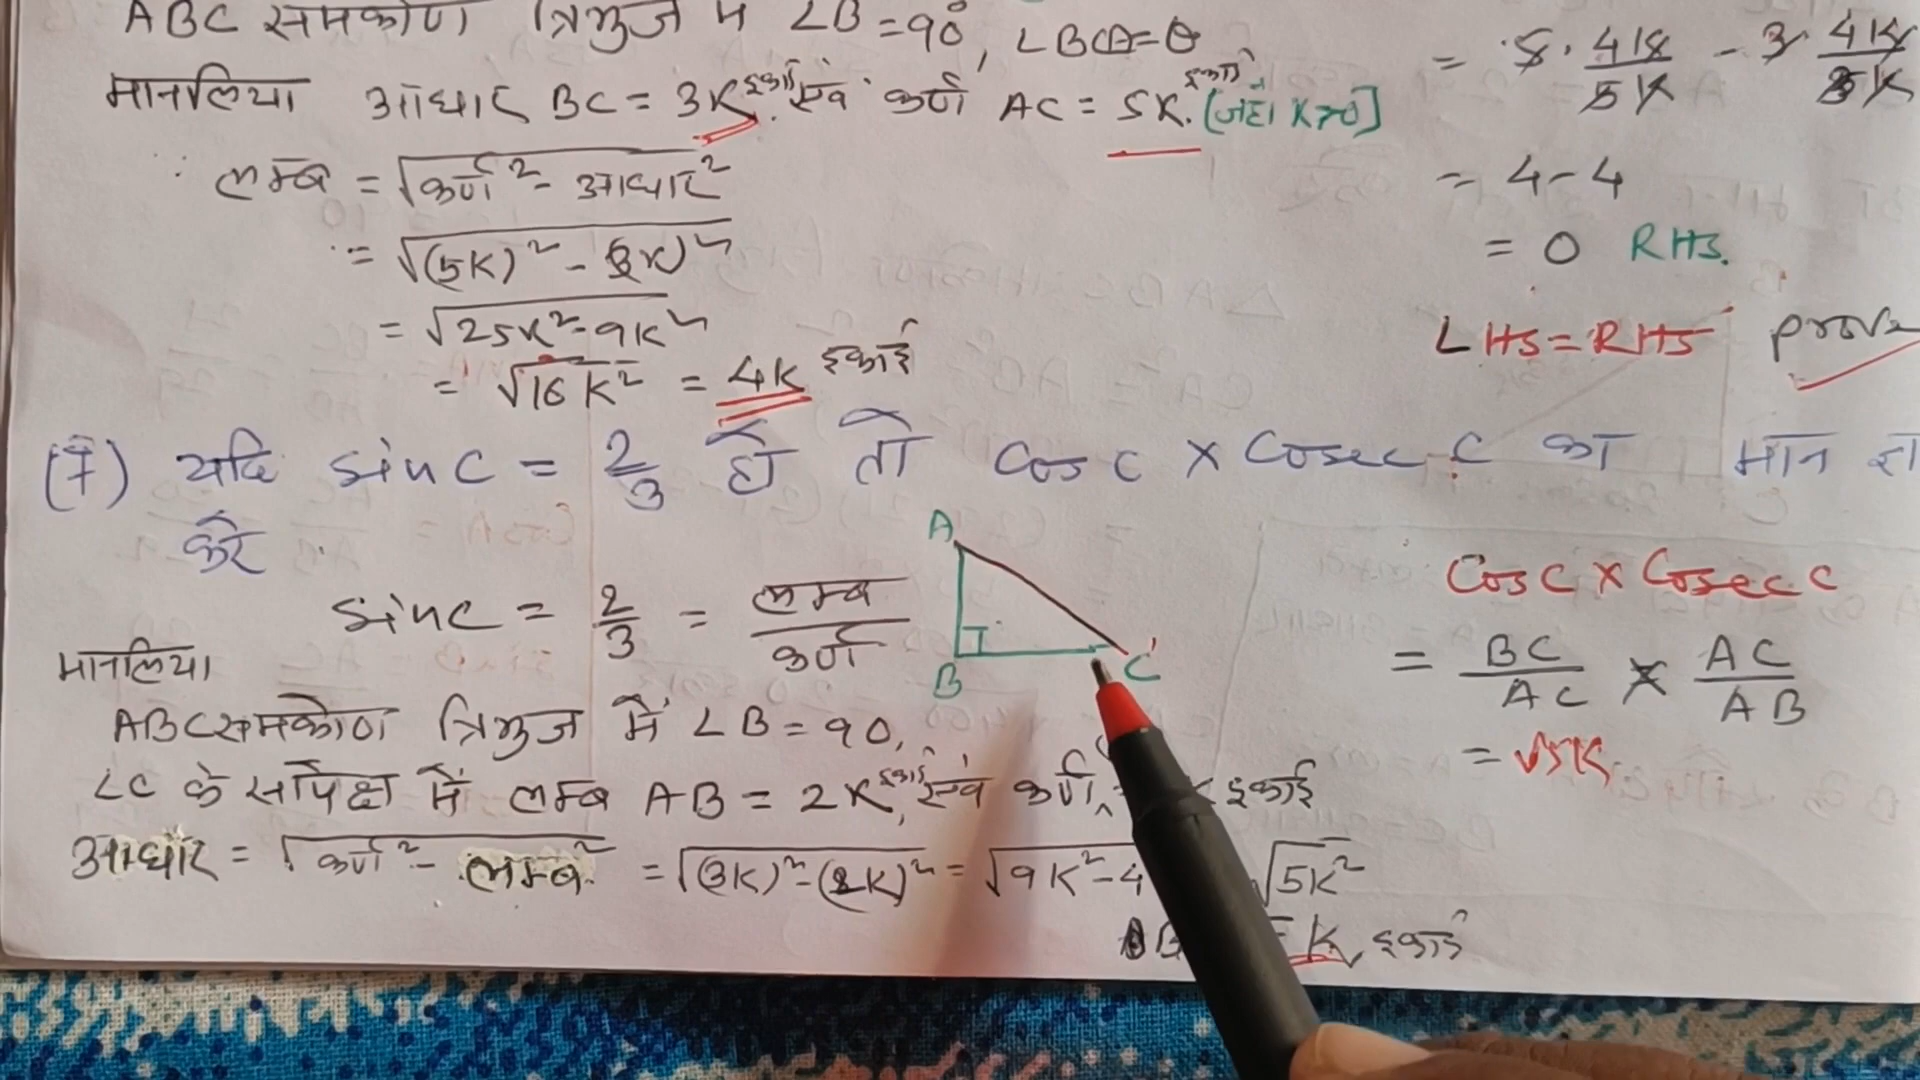 ABC समकोण त्रिभुज में ∠B = 90°, ∠BCA = θ
मानलिया आधार BC = 3K इकाई एवं कर्ण AC = 5K इकाई [जहाँ K>0]
∴ लम्ब = √कर्ण² - आधार²
= √(5K)² - (3K)²
= √25K² - 9K²
= √16K² = 4K इकाई
= 5 · 4K/5K - 3 · 4K/3K
= 4 - 4
= 0 RHS.
LHS = RHS prove
(7) यदि sin C = 2/3 हो तो Cos C × Cosec C का मान
करें
sin C = 2/3 = लम्ब/कर्ण
मानलिया
ABC समकोण त्रिभुज में ∠B = 90,
∠C के सापेक्ष में लम्ब AB = 2K इकाई, एवं कर्ण इकाई
आधार = √कर्ण² - लम्ब² = √(3K)² - (2K)² = √9K² - 4 √5K²
K इकाई
A
B
C
Cos C × Cosec C
= BC/AC × AC/AB
= √5K